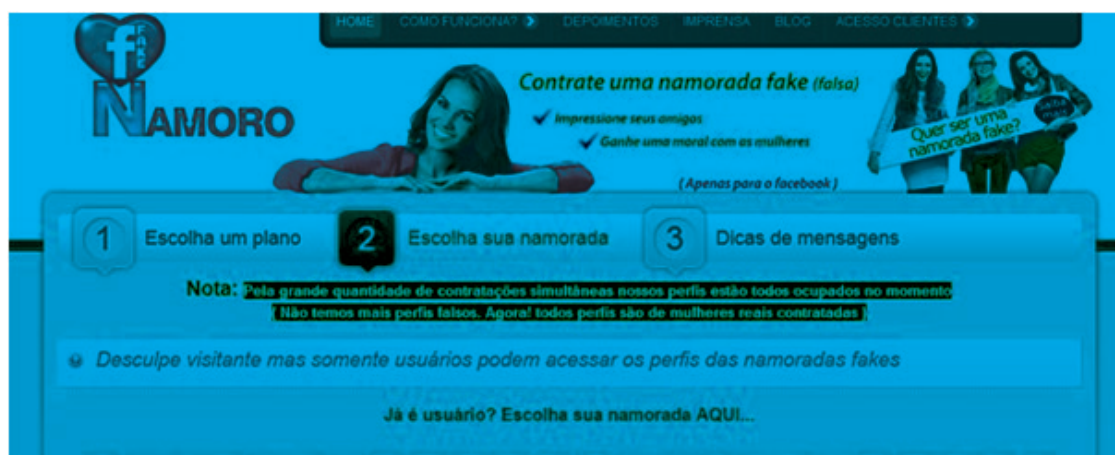 HOME COMO FUNCIONA? DEPOIMENTOS IMPRENSA BLOG ACESSO CLIENTES
f FAKE
NAMORO
Contrate uma namorada fake (falsa)
Impressione seus amigos
Ganhe uma moral com as mulheres
(Apenas para o facebook)
Quer ser uma
namorada fake?
saiba
mais
1 Escolha um plano 2 Escolha sua namorada 3 Dicas de mensagens
Nota: Pela grande quantidade de contratações simultâneas nossos perfis estão todos ocupados no momento
( Não temos mais perfis falsos. Agora! todos perfis são de mulheres reais contratadas )
Desculpe visitante mas somente usuários podem acessar os perfis das namoradas fakes
Já é usuário? Escolha sua namorada AQUI...